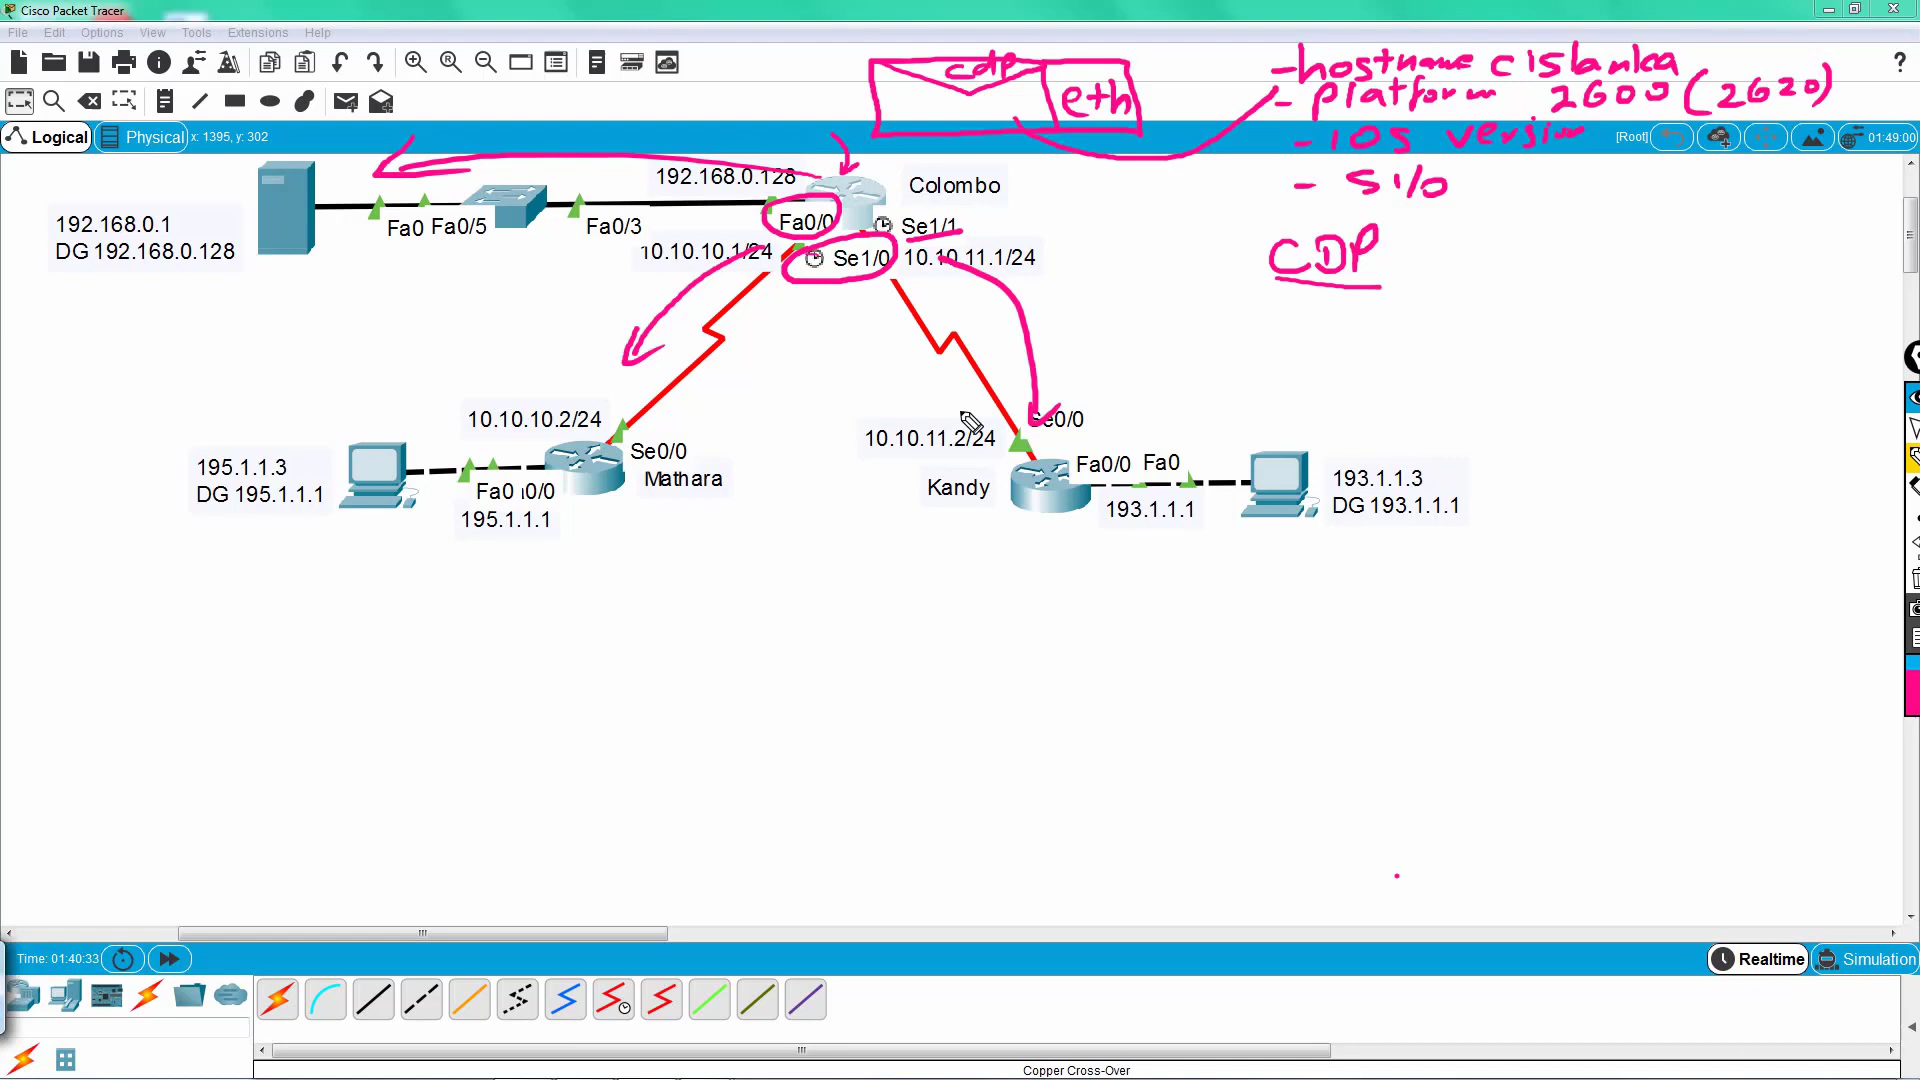 Cisco Packet Tracer
File Edit Options View Tools Extensions Help
cdp
eth
-hostname cislanka
- platform 2600 (2620)
- ios version
- S1/0
CDP
Logical
Physical
x: 1395, y: 302
[Root]
01:49:00
192.168.0.128
Colombo
192.168.0.1
DG 192.168.0.128
Fa0
Fa0/5
Fa0/3
Fa0/0
Se1/1
10.10.10.1/24
Se1/0
10.10.11.1/24
10.10.10.2/24
Se0/0
Mathara
195.1.1.3
DG 195.1.1.1
Fa0
0/0
195.1.1.1
Se0/0
10.10.11.2/24
Kandy
Fa0/0
Fa0
193.1.1.1
193.1.1.3
DG 193.1.1.1
Time: 01:40:33
Realtime
Simulation
Copper Cross-Over